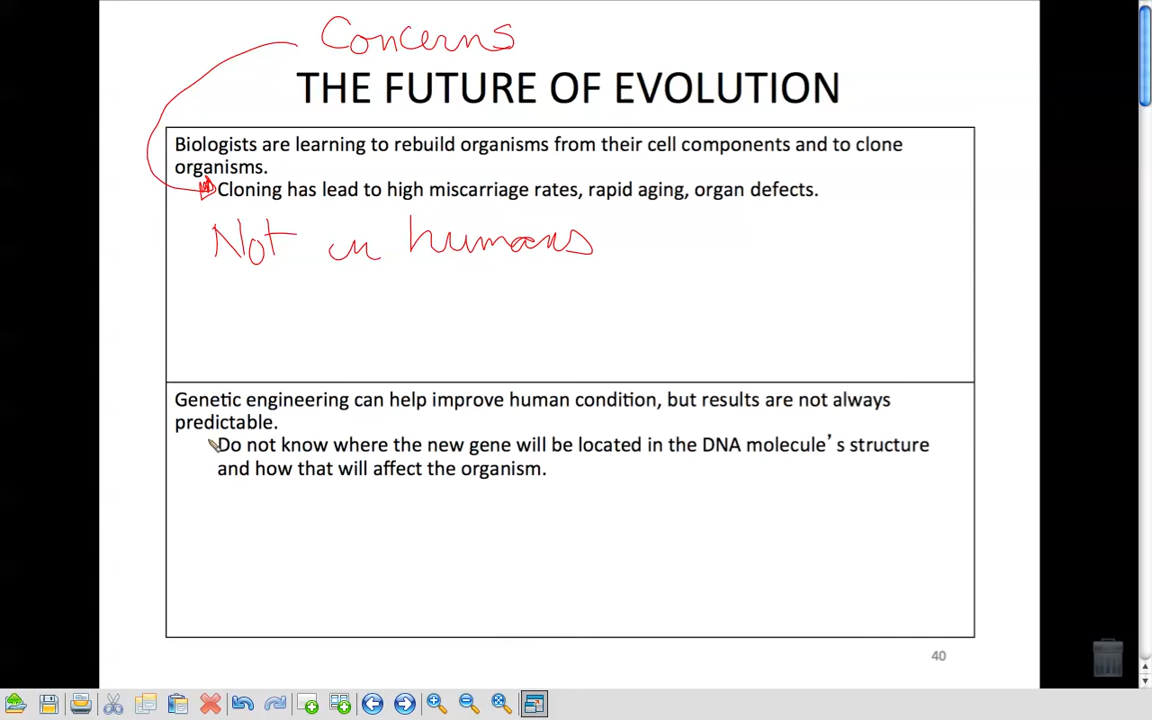 Concerns
THE FUTURE OF EVOLUTION
Biologists are learning to rebuild organisms from their cell components and to clone
organisms.
Cloning has lead to high miscarriage rates, rapid aging, organ defects.
Not in humans
Genetic engineering can help improve human condition, but results are not always
predictable.
Do not know where the new gene will be located in the DNA molecule’s structure
and how that will affect the organism.
40